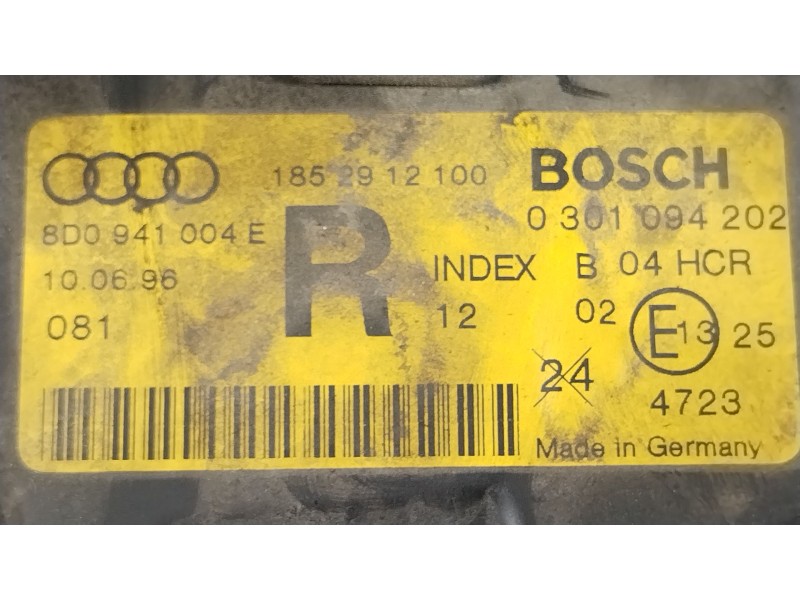 185 29 12 100 BOSCH
8D0 941 004 E R 0 301 094 202
10.06.96 INDEX B 04 HCR
081 12 02 E 13 25
24 4723
Made in Germany